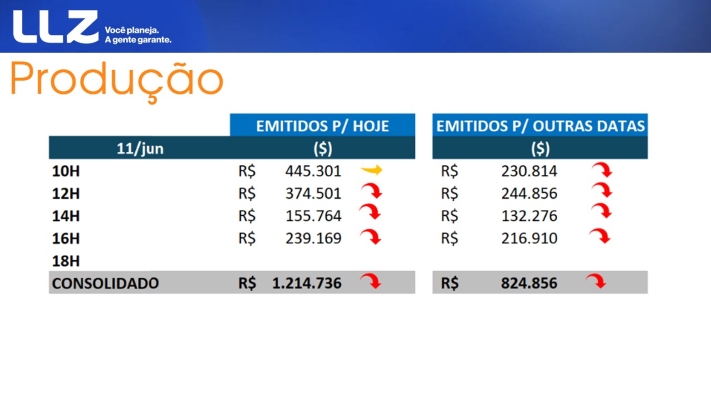 LLZ
Você planeja.
A gente garante.
Produção
EMITIDOS P/ HOJE EMITIDOS P/ OUTRAS DATAS
11/jun ($) ($)
10H R$ 445.301 R$ 230.814
12H R$ 374.501 R$ 244.856
14H R$ 155.764 R$ 132.276
16H R$ 239.169 R$ 216.910
18H
CONSOLIDADO R$ 1.214.736 R$ 824.856